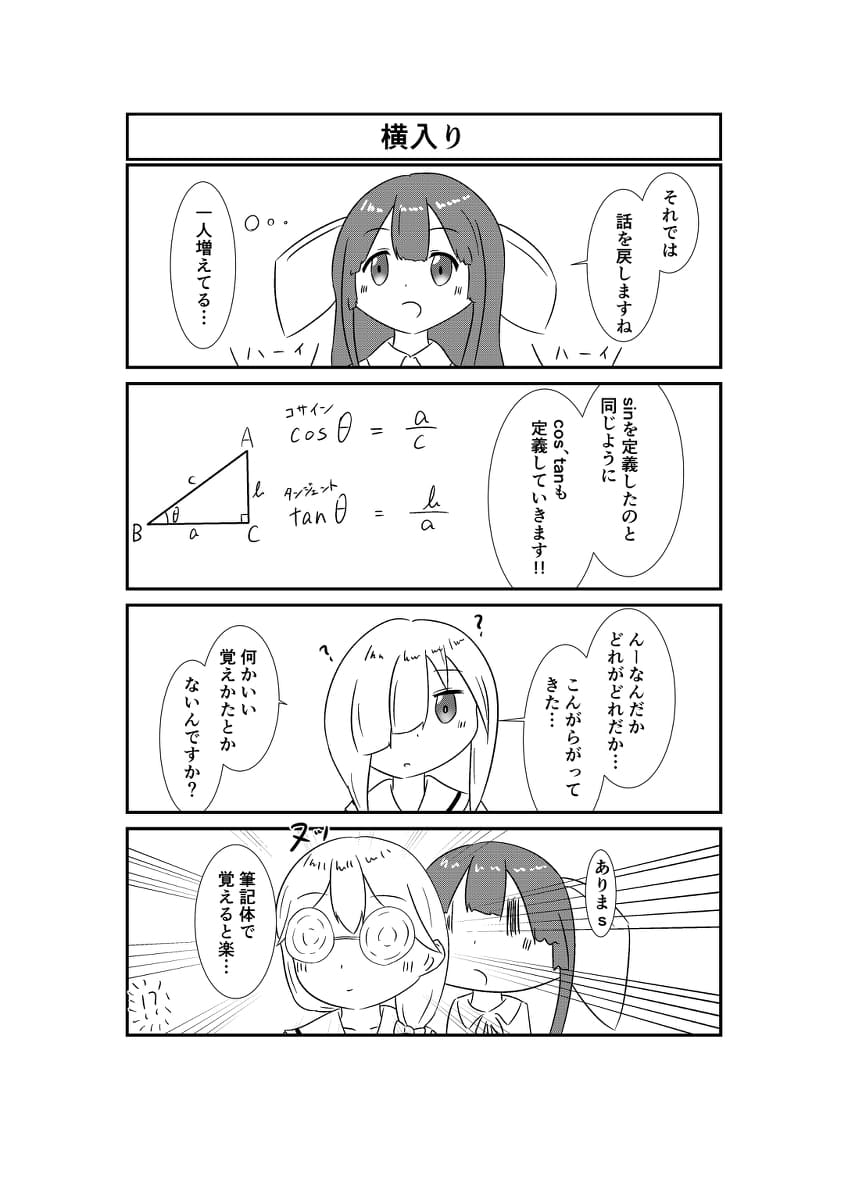 横入り
それでは
話を戻しますね
一人増えてる…
ハーイ
ハーイ
sinを定義したのと
同じように
cos、tanも
定義していきます!!
コサイン
cosθ = a/c
タンジェント
tanθ = b/a
A
c
b
θ
B
a
C
んーなんだか
どれがどれだか…
こんがらがって
きた…
?
?
何かいい
覚えかたとか
ないんですか?
ありまs
ヌッ
筆記体で
覚えると楽…
!?